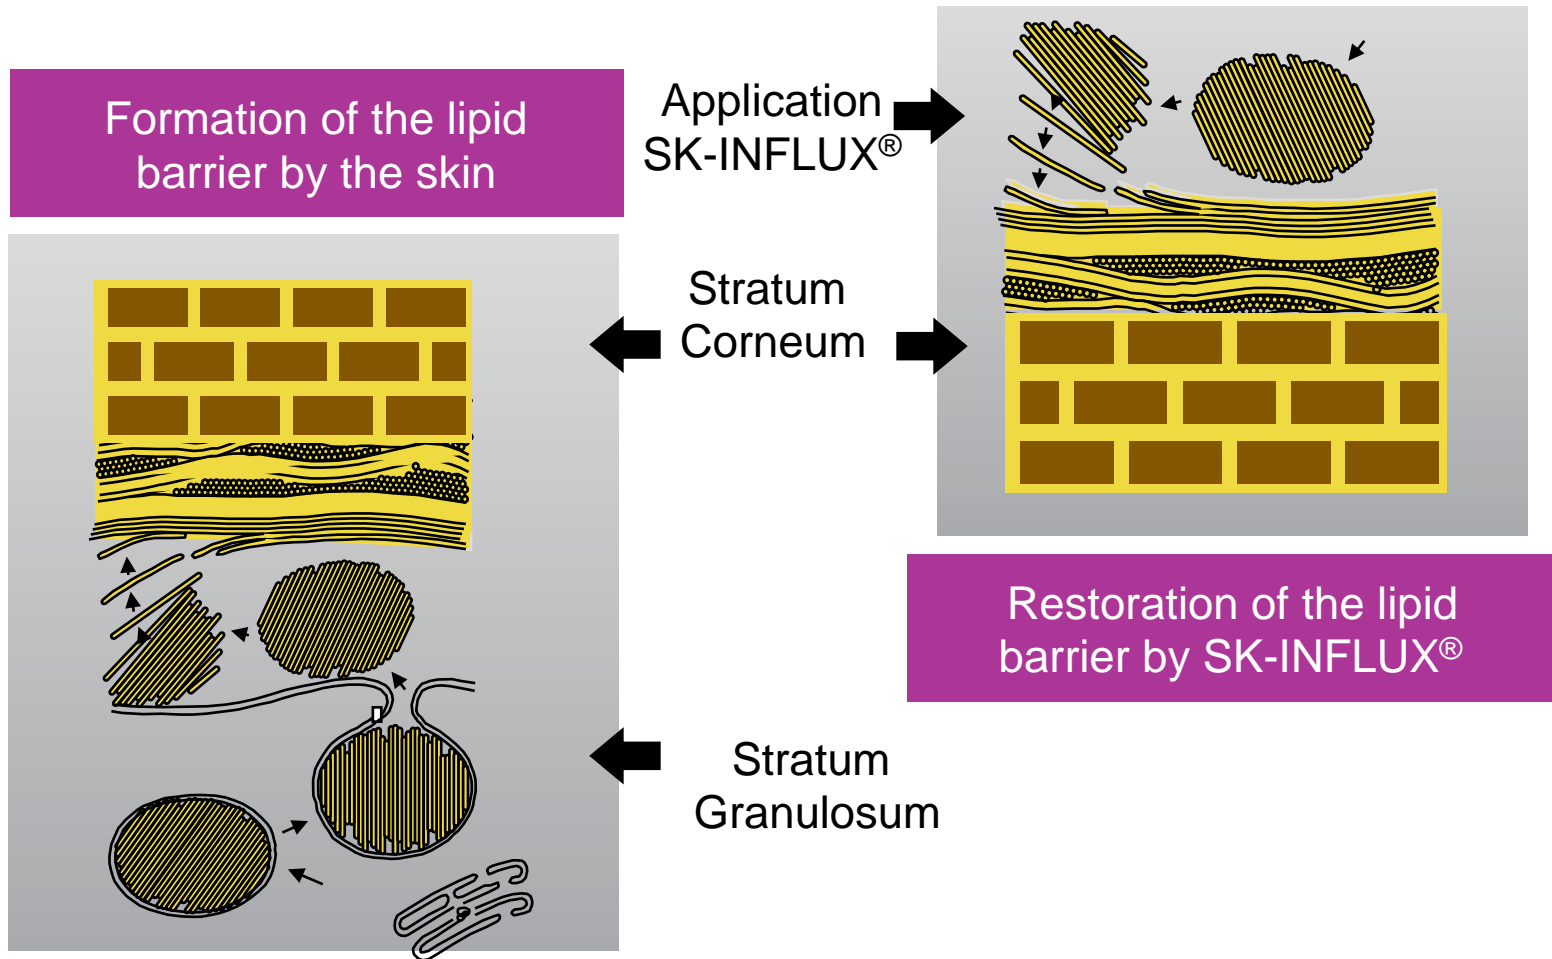 Formation of the lipid
barrier by the skin
Application
SK-INFLUX®
Stratum
Corneum
Restoration of the lipid
barrier by SK-INFLUX®
Stratum
Granulosum